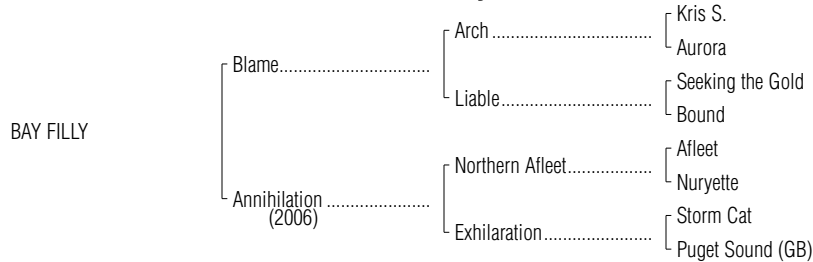 Kris S.
Arch
Aurora
Blame
Seeking the Gold
Liable
Bound
BAY FILLY
Afleet
Northern Afleet
Nuryette
Annihilation
(2006)
Storm Cat
Exhilaration
Puget Sound (GB)